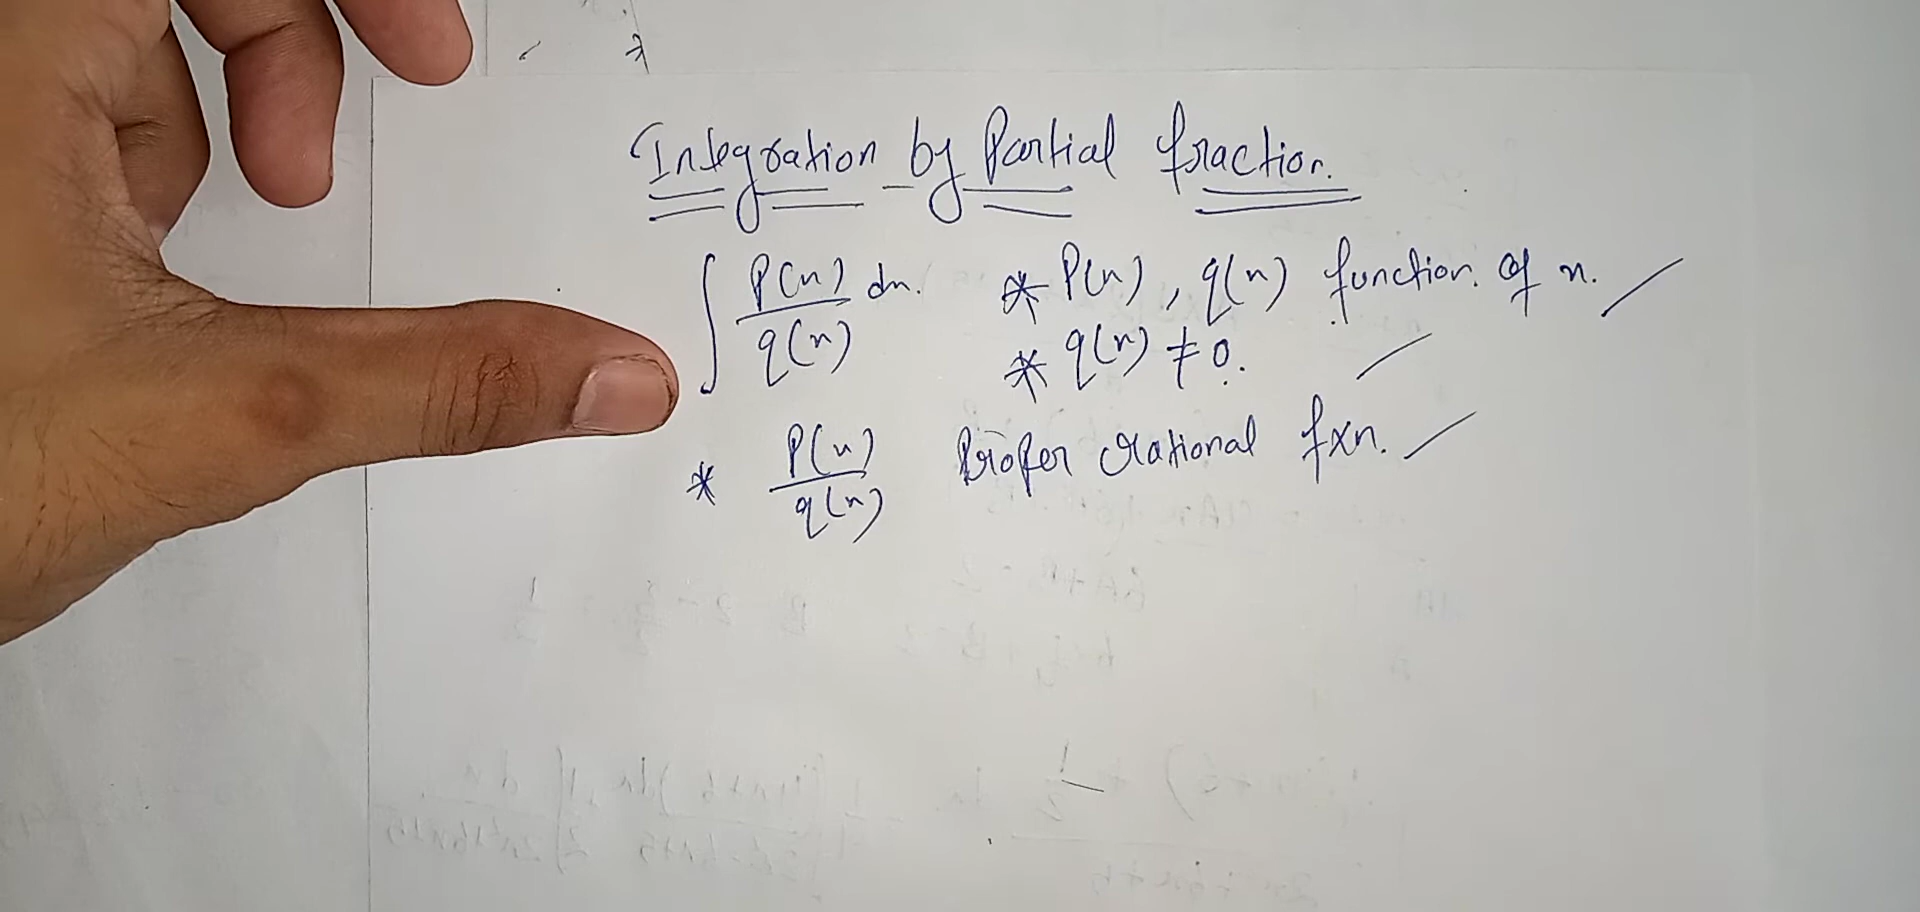 Integration by Partial fraction.
∫ P(x)/q(x) dx. * P(x), q(x) function of x.
* q(x) ≠ 0.
* P(x)/q(x) Proper rational fxn.